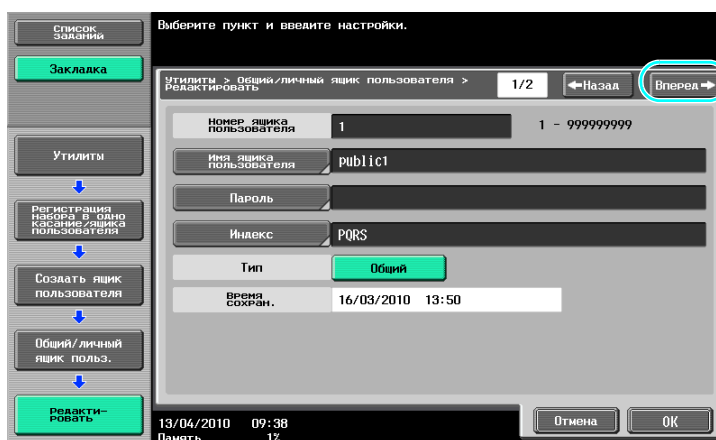 Список
заданий
Закладка
Утилиты
Регистрация
набора в одно
касание/ящика
пользователя
Создать ящик
пользователя
Общий/личный
ящик польз.
Редакти-
ровать
Выберите пункт и введите настройки.
Утилиты > Общий/личный ящик пользователя >
Редактировать
1/2
Назад
Вперед
Номер ящика
пользователя
1
1 - 999999999
Имя ящика
пользователя
public1
Пароль
Индекс
PQRS
Тип
Общий
Время
сохран.
16/03/2010 13:50
13/04/2010 09:38
Память 1%
Отмена
OK